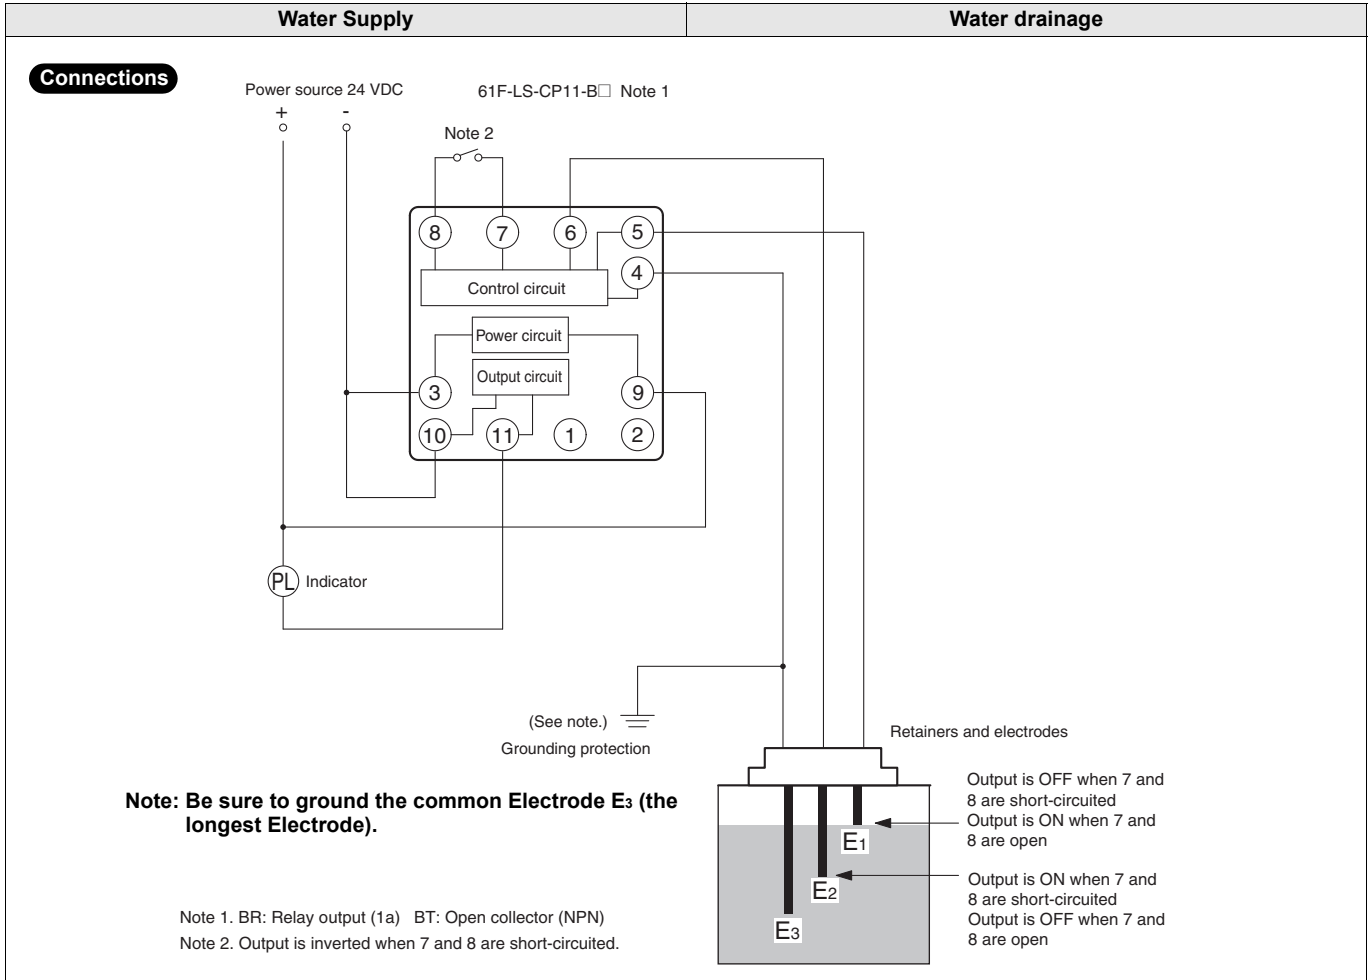 Water Supply
Water drainage
Connections
Power source 24 VDC
61F-LS-CP11-B□ Note 1
+
-
Note 2
8
7
6
5
4
Control circuit
Power circuit
Output circuit
3
9
10
11
1
2
PL
Indicator
(See note.)
Grounding protection
Retainers and electrodes
Note: Be sure to ground the common Electrode E3 (the
longest Electrode).
Output is OFF when 7 and
8 are short-circuited
Output is ON when 7 and
8 are open
E1
Output is ON when 7 and
8 are short-circuited
Output is OFF when 7 and
8 are open
E2
E3
Note 1. BR: Relay output (1a) BT: Open collector (NPN)
Note 2. Output is inverted when 7 and 8 are short-circuited.